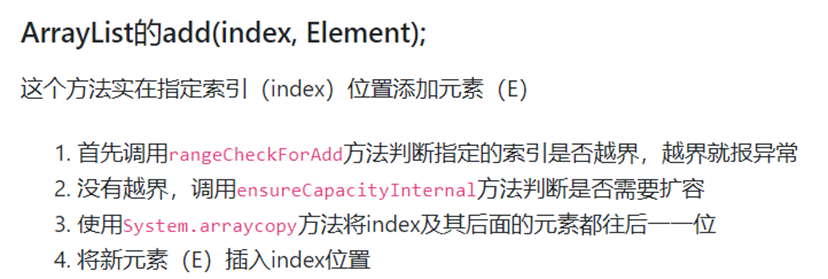 ArrayList的add(index, Element);
这个方法实在指定索引（index）位置添加元素（E）
1. 首先调用rangeCheckForAdd方法判断指定的索引是否越界，越界就报异常
2. 没有越界，调用ensureCapacityInternal方法判断是否需要扩容
3. 使用System.arraycopy方法将index及其后面的元素都往后一一位
4. 将新元素（E）插入index位置